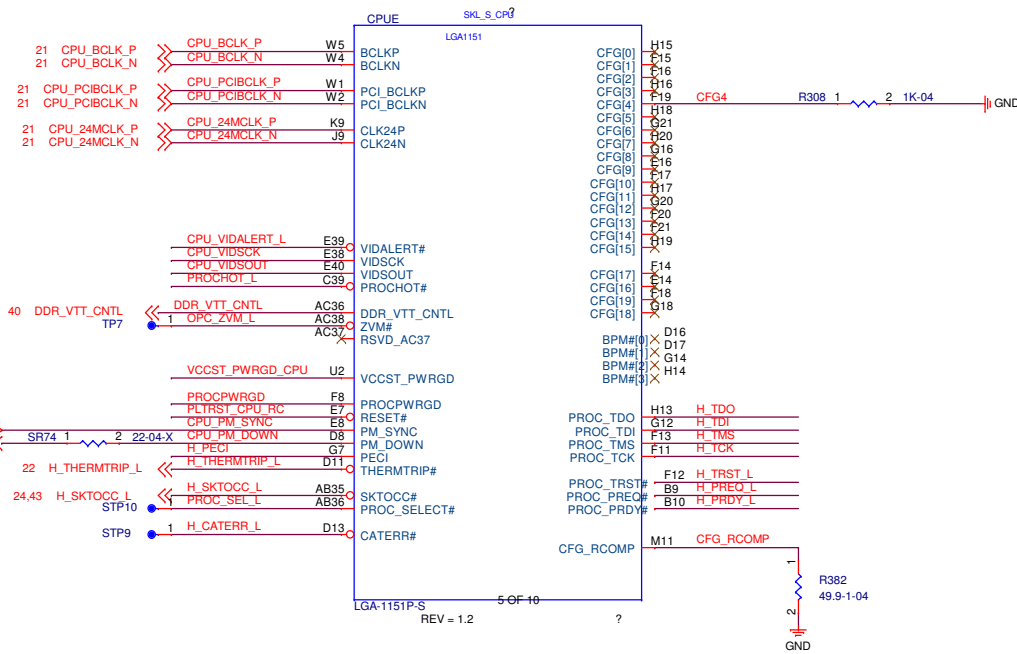 CPUE
SKL_S_CPU
?
LGA1151
21 CPU_BCLK_P CPU_BCLK_P W5 BCLKP
21 CPU_BCLK_N CPU_BCLK_N W4 BCLKN
21 CPU_PCIBCLK_P CPU_PCIBCLK_P W1 PCI_BCLKP
21 CPU_PCIBCLK_N CPU_PCIBCLK_N W2 PCI_BCLKN
21 CPU_24MCLK_P CPU_24MCLK_P K9 CLK24P
22 CPU_24MCLK_N CPU_24MCLK_N J9 CLK24N
CPU_VIDALERT_L E39 VIDALERT#
CPU_VIDSCK E38 VIDSCK
CPU_VIDSOUT E40 VIDSOUT
PROCHOT_L C39 PROCHOT#
40 DDR_VTT_CNTL DDR_VTT_CNTL AC36 DDR_VTT_CNTL
TP7 1 OPC_ZVM_L AC38 ZVM#
AC37 RSVD_AC37
VCCST_PWRGD_CPU U2 VCCST_PWRGD
PROCPWRGD F8 PROCPWRGD
PLTRST_CPU_RC E7 RESET#
CPU_PM_SYNC E8 PM_SYNC
SR74 1 2 22-04-X CPU_PM_DOWN D8 PM_DOWN
H_PECI G7 PECI
22 H_THERMTRIP_L H_THERMTRIP_L D11 THERMTRIP#
24,43 H_SKTOCC_L H_SKTOCC_L AB35 SKTOCC#
STP10 1 PROC_SEL_L AB36 PROC_SELECT#
STP9 1 H_CATERR_L D13 CATERR#
CFG[0] H15
CFG[1] F15
CFG[2] F16
CFG[3] H16
CFG[4] F19 CFG4 R308 1 2 1K-04 GND
CFG[5] H18
CFG[6] G21
CFG[7] H20
CFG[8] G16
CFG[9] E16
CFG[10] F17
CFG[11] H17
CFG[12] G20
CFG[13] F20
CFG[14] F21
CFG[15] H19
CFG[17] F14
CFG[16] E14
CFG[19] F18
CFG[18] G18
BPM#[0] D16
BPM#[1] D17
BPM#[2] G14
BPM#[3] H14
PROC_TDO H13 H_TDO
PROC_TDI G12 H_TDI
PROC_TMS F13 H_TMS
PROC_TCK F11 H_TCK
PROC_TRST# F12 H_TRST_L
PROC_PREQ# B9 H_PREQ_L
PROC_PRDY# B10 H_PRDY_L
CFG_RCOMP M11 CFG_RCOMP
1
R382
49.9-1-04
2
GND
LGA-1151P-S
5 OF 10
REV = 1.2
?